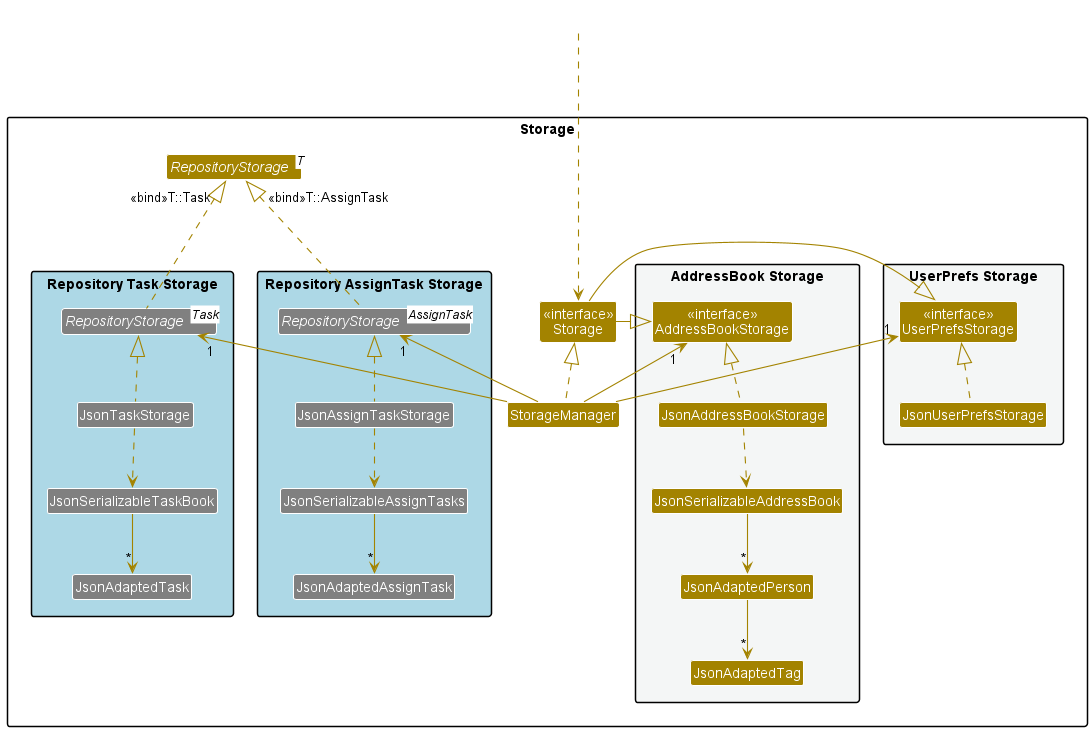 Storage
RepositoryStorage
T
«bind»T::Task
«bind»T::AssignTask
Repository Task Storage
RepositoryStorage
Task
1
JsonTaskStorage
JsonSerializableTaskBook
*
JsonAdaptedTask
Repository AssignTask Storage
RepositoryStorage
AssignTask
1
JsonAssignTaskStorage
JsonSerializableAssignTasks
*
JsonAdaptedAssignTask
«interface»
Storage
StorageManager
AddressBook Storage
«interface»
AddressBookStorage
1
JsonAddressBookStorage
JsonSerializableAddressBook
*
JsonAdaptedPerson
*
JsonAdaptedTag
UserPrefs Storage
«interface»
UserPrefsStorage
1
JsonUserPrefsStorage